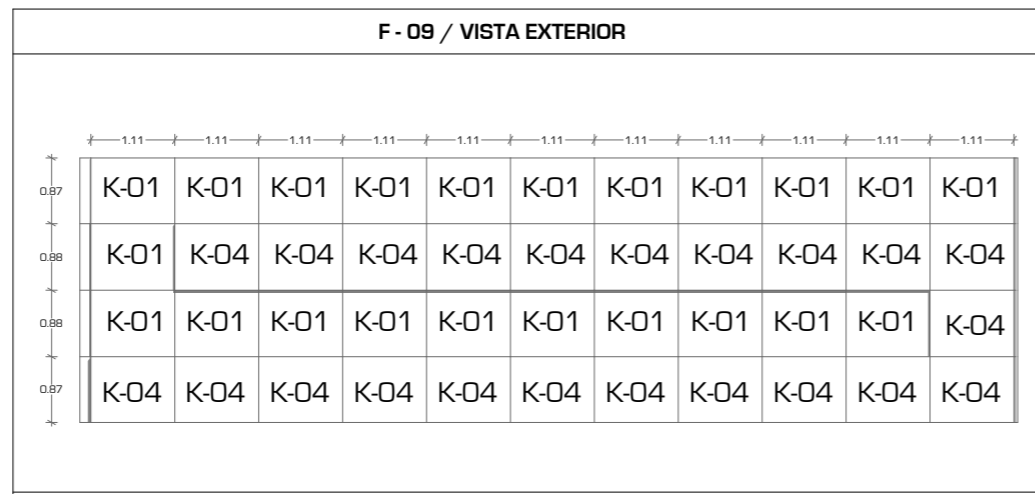 F - 09 / VISTA EXTERIOR
1.11 1.11 1.11 1.11 1.11 1.11 1.11 1.11 1.11 1.11 1.11
0.87 K-01 K-01 K-01 K-01 K-01 K-01 K-01 K-01 K-01 K-01 K-01
0.88 K-01 K-04 K-04 K-04 K-04 K-04 K-04 K-04 K-04 K-04 K-04
0.88 K-01 K-01 K-01 K-01 K-01 K-01 K-01 K-01 K-01 K-01 K-04
0.87 K-04 K-04 K-04 K-04 K-04 K-04 K-04 K-04 K-04 K-04 K-04